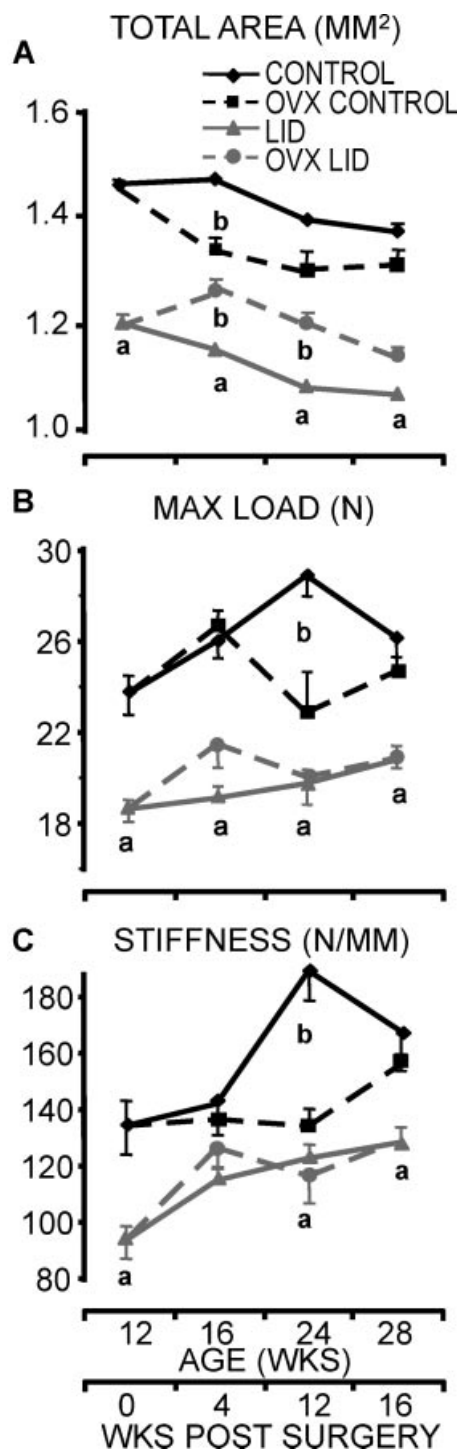 TOTAL AREA (MM²)
A
CONTROL
OVX CONTROL
LID
OVX LID
1.6
1.4
1.2
1.0
b
b
b
a
a
a
a
B
MAX LOAD (N)
30
26
22
18
b
a
a
a
a
C
STIFFNESS (N/MM)
180
160
140
120
100
80
b
a
a
a
12 16 24 28
AGE (WKS)
0 4 12 16
WKS POST SURGERY